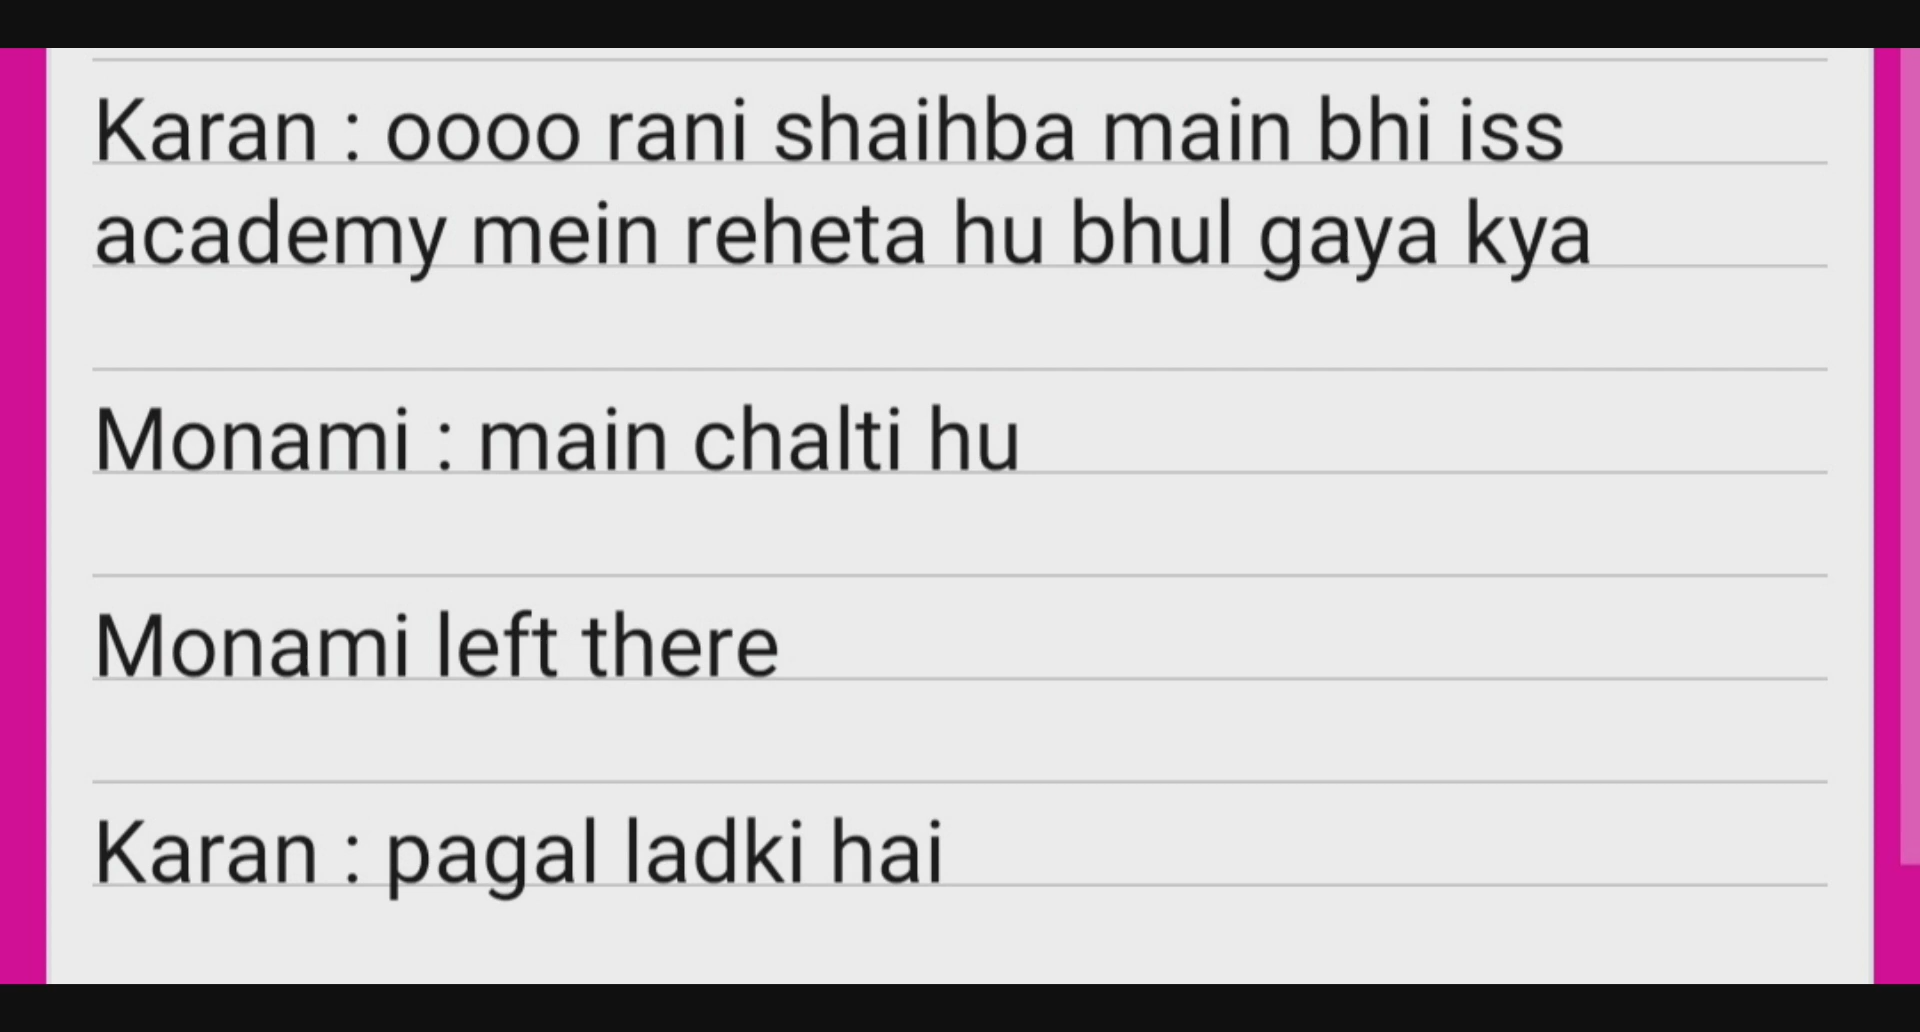 Karan : oooo rani shaihba main bhi iss
academy mein reheta hu bhul gaya kya
Monami : main chalti hu
Monami left there
Karan : pagal ladki hai